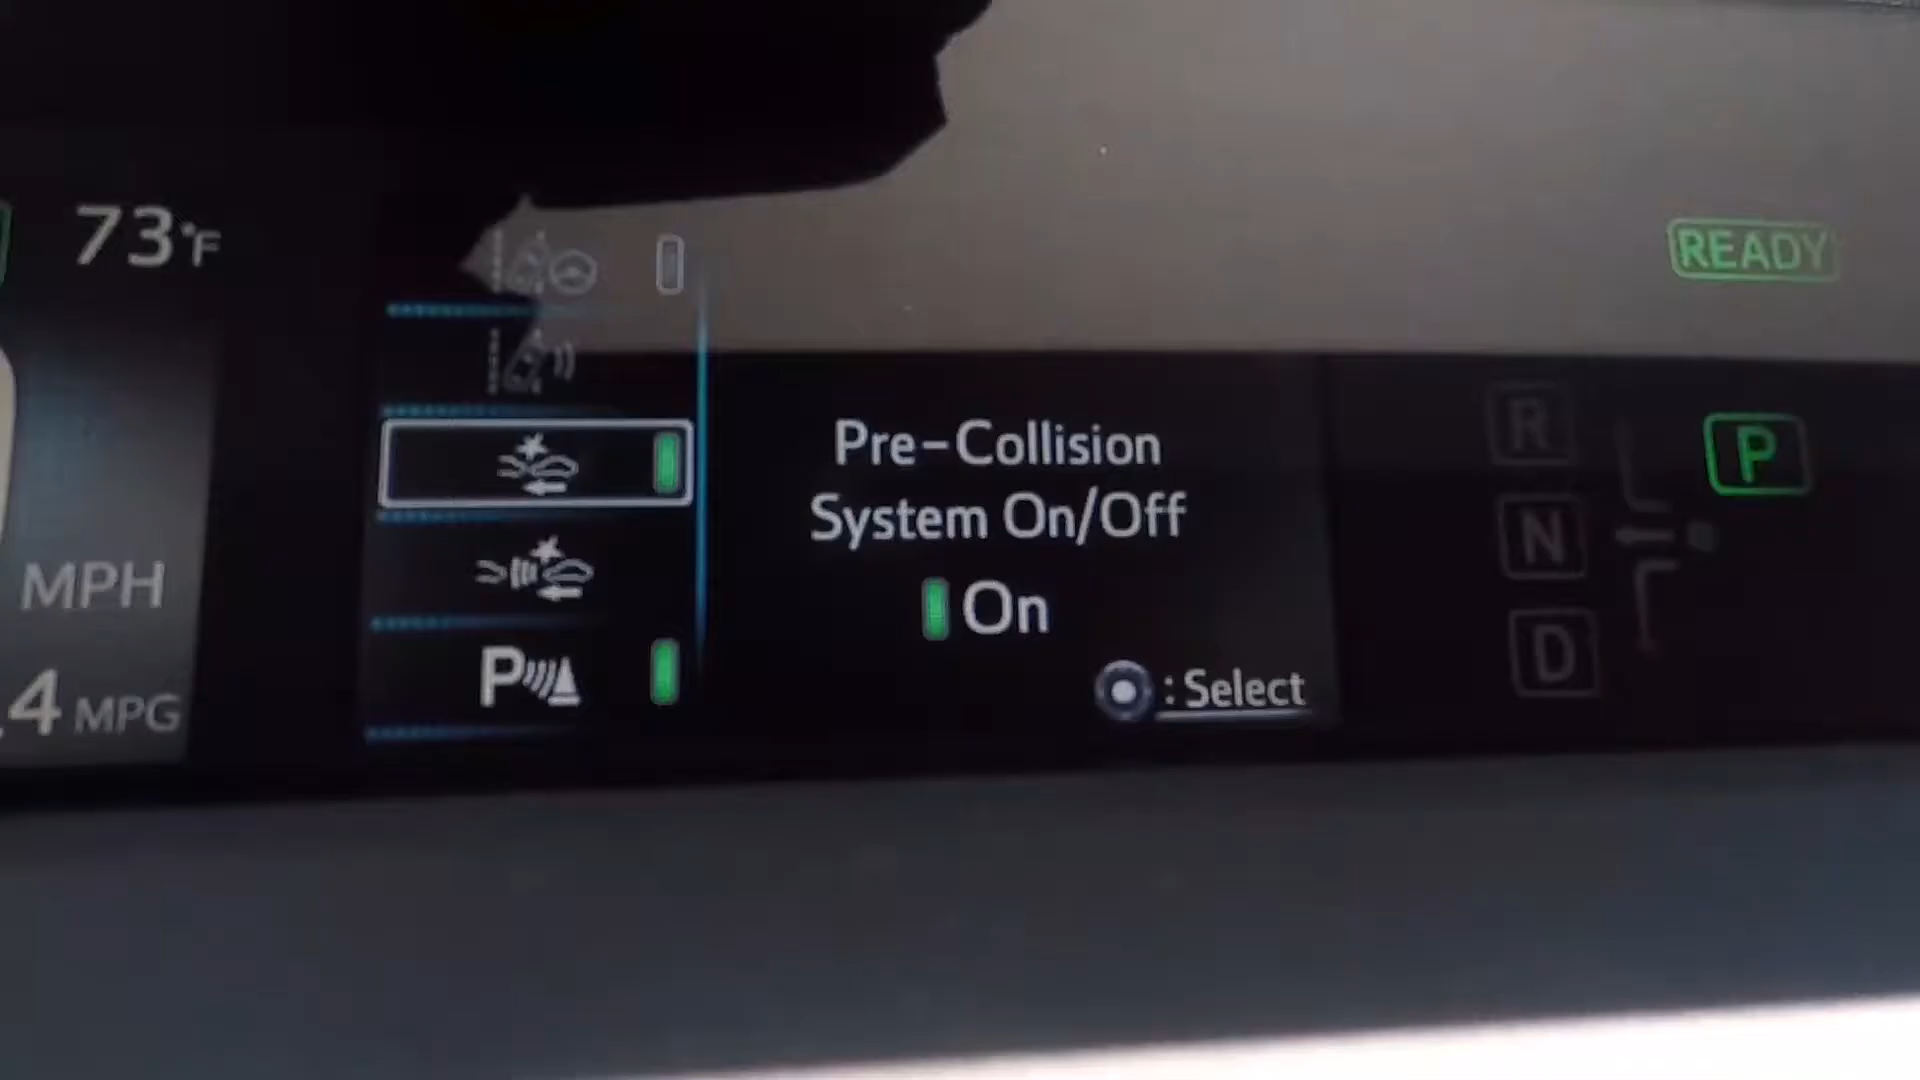 73°F
READY
Pre-Collision
System On/Off
On
: Select
R
P
N
D
MPH
.4 MPG
P